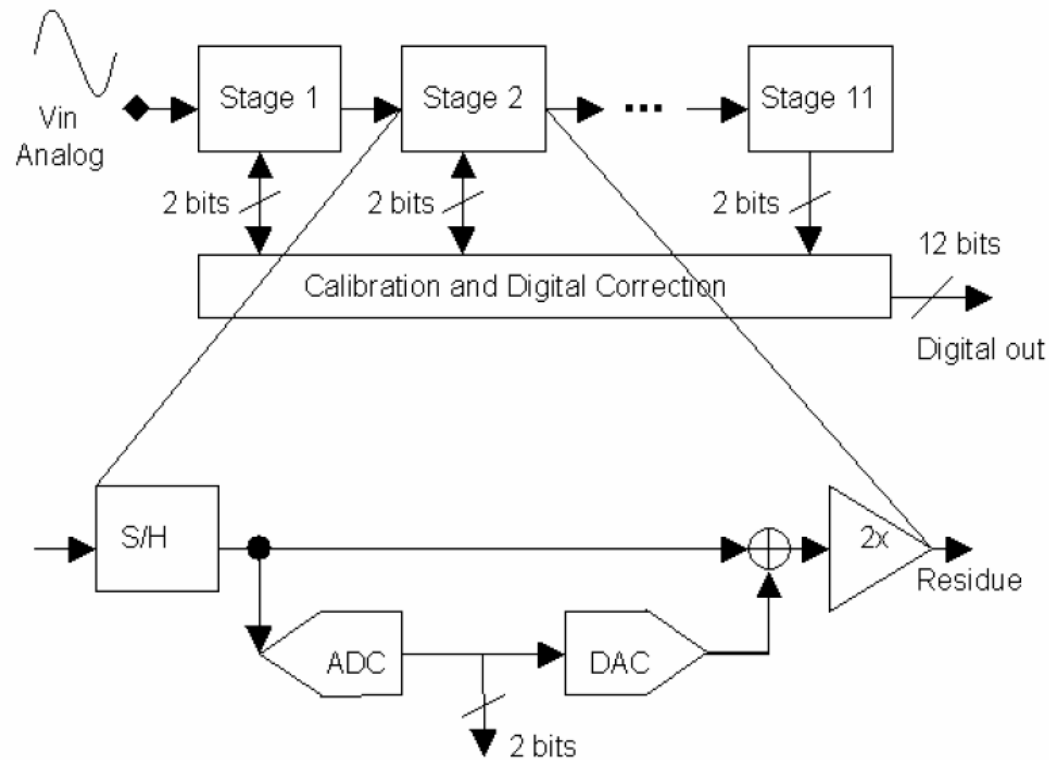 Vin
Analog
Stage 1
Stage 2
...
Stage 11
2 bits
2 bits
2 bits
12 bits
Calibration and Digital Correction
Digital out
S/H
2x
Residue
ADC
DAC
2 bits